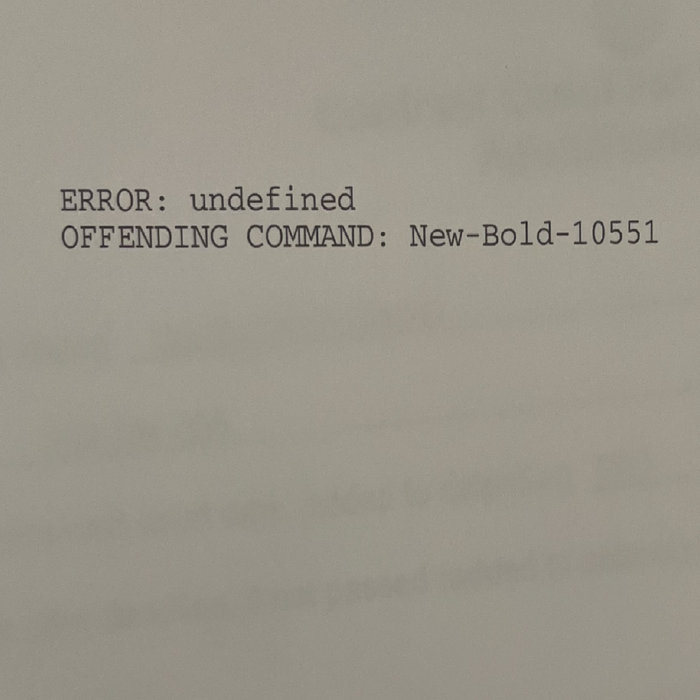 ERROR: undefined
OFFENDING COMMAND: New-Bold-10551